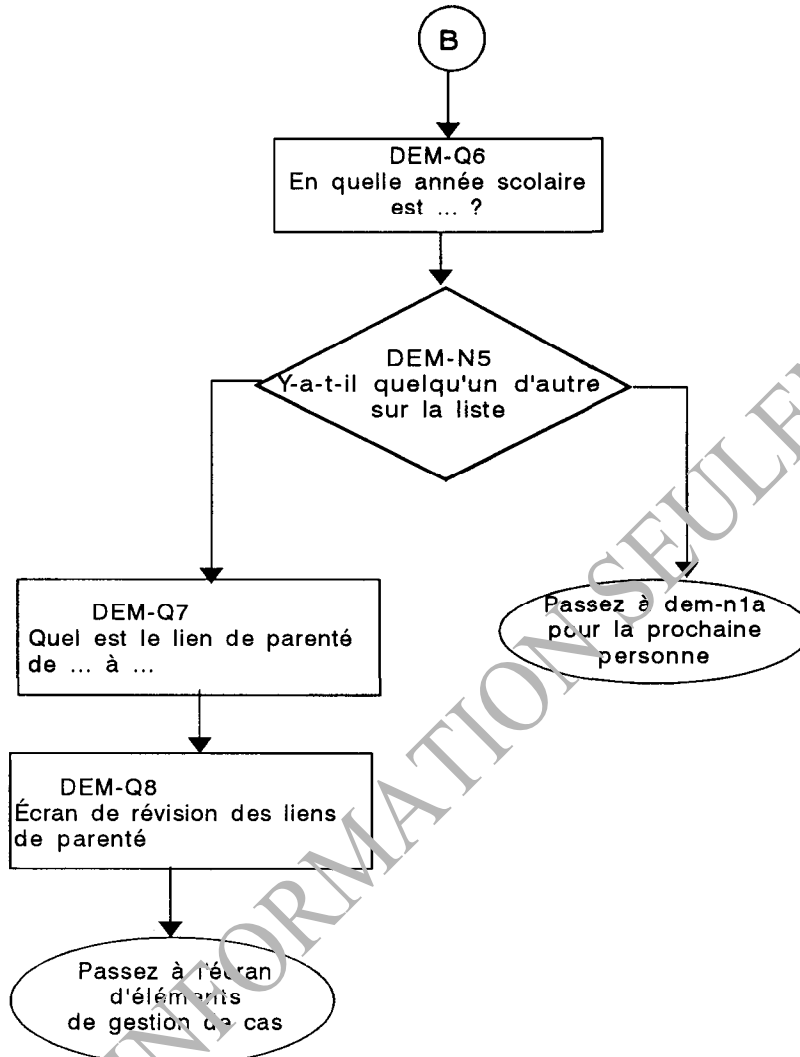 B
DEM-Q6
En quelle année scolaire
est ... ?
DEM-N5
Y-a-t-il quelqu'un d'autre
sur la liste
DEM-Q7
Quel est le lien de parenté
de ... à ...
Passez à dem-n1a
pour la prochaine
personne
DEM-Q8
Écran de révision des liens
de parenté
Passez à l'écran
d'éléments
de gestion de cas
INFORMATION